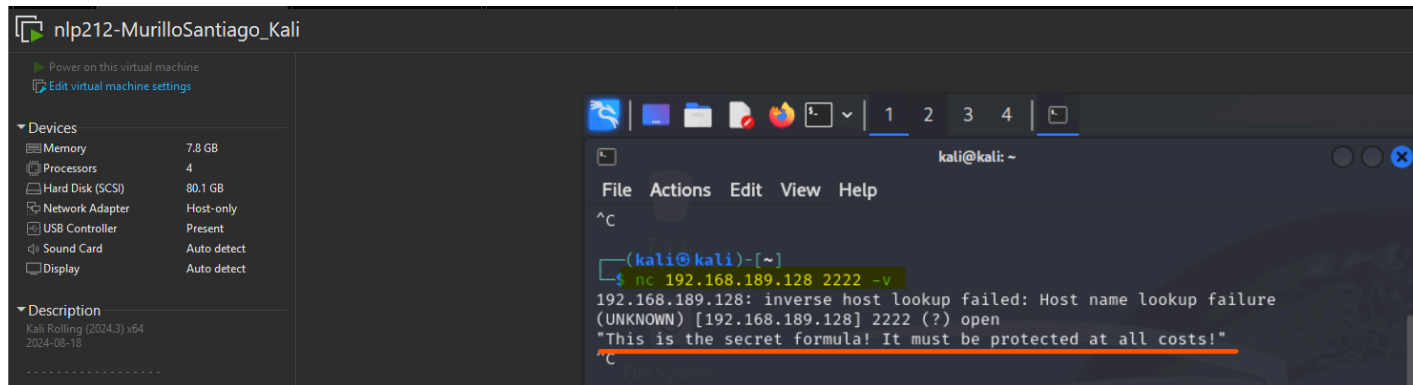 nlp212-MurilloSantiago_Kali
Power on this virtual machine
Edit virtual machine settings
Devices
Memory 7.8 GB
Processors 4
Hard Disk (SCSI) 80.1 GB
Network Adapter Host-only
USB Controller Present
Sound Card Auto detect
Display Auto detect
Description
Kali Rolling (2024.3) x64
2024-08-18
- - - - - - - - - - - - - - - - - -
1 2 3 4
kali@kali: ~
File Actions Edit View Help
^C
Trash
(kali㉿kali)-[~]
$ nc 192.168.189.128 2222 -v
192.168.189.128: inverse host lookup failed: Host name lookup failure
(UNKNOWN) [192.168.189.128] 2222 (?) open
"This is the secret formula! It must be protected at all costs!"
^C
File System